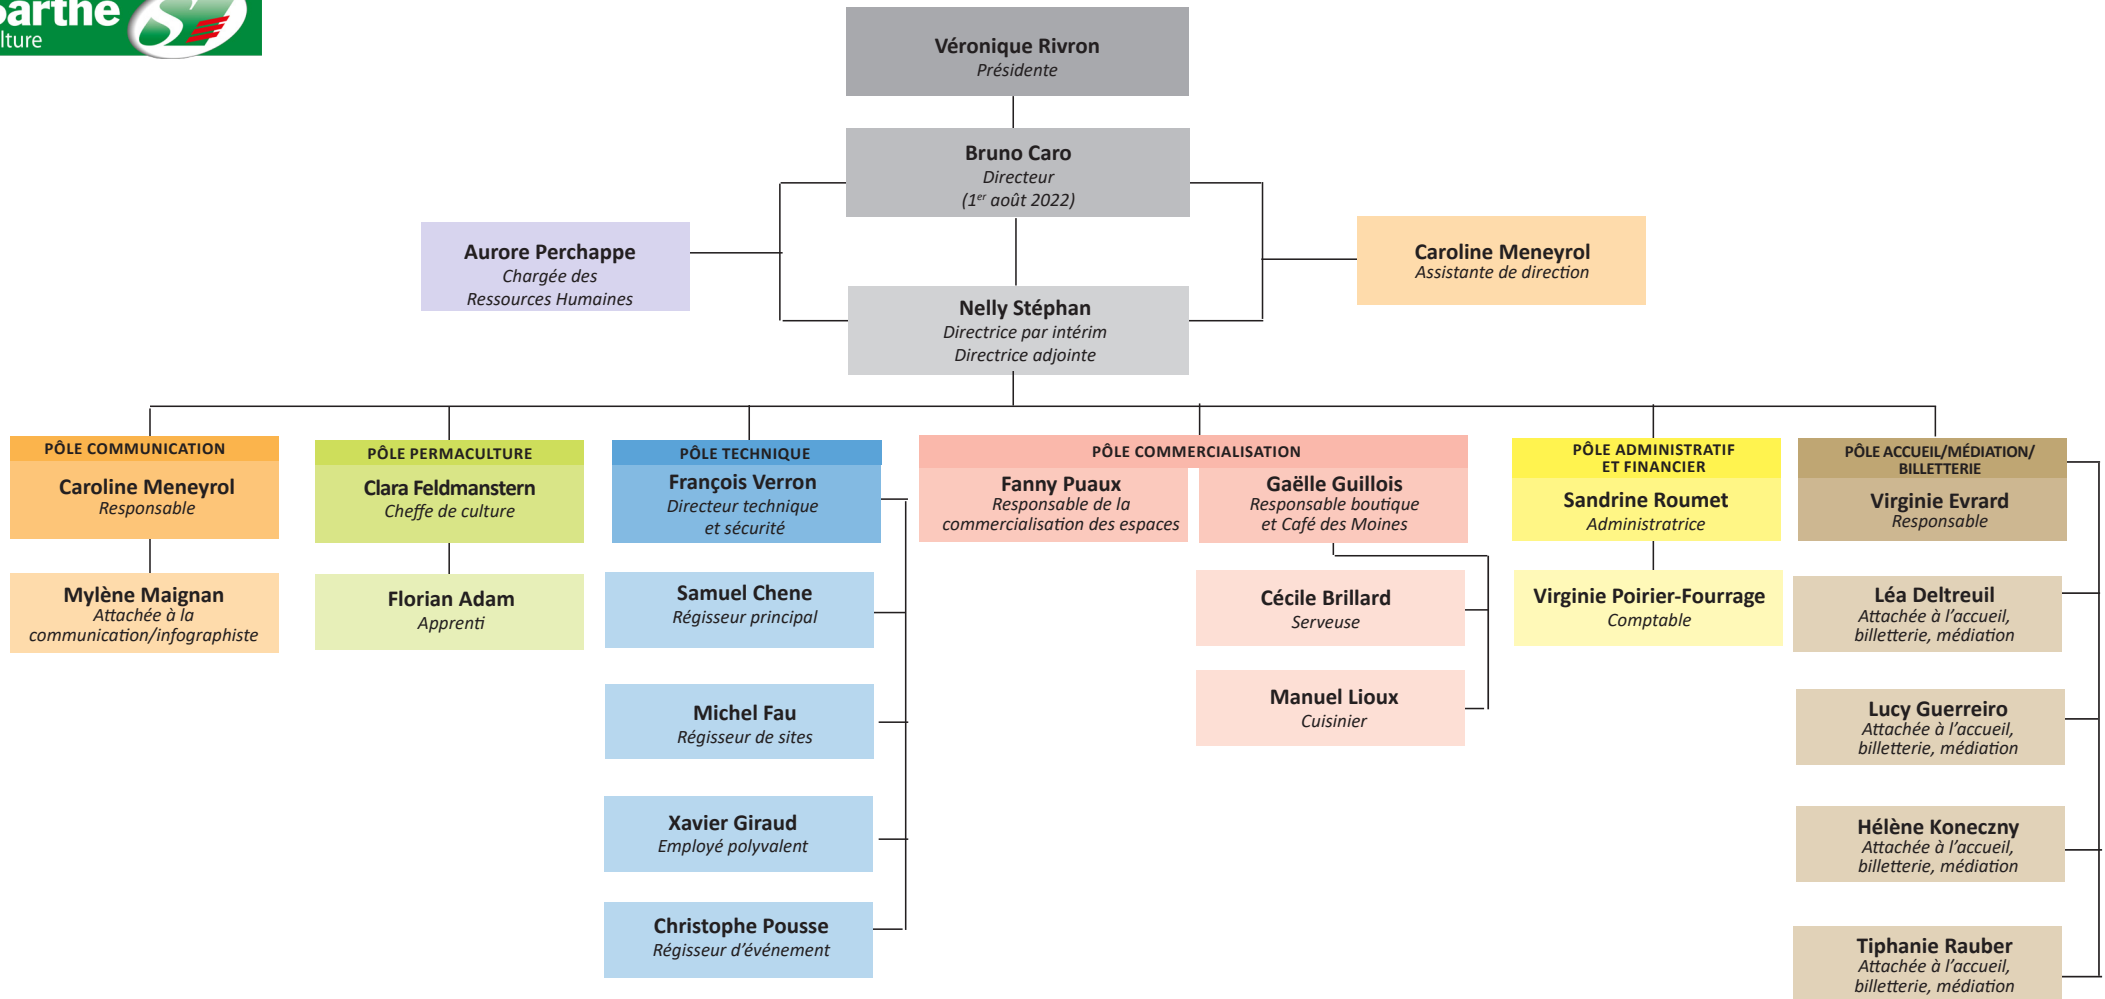 Sarthe
lture
Véronique Rivron
Présidente
Bruno Caro
Directeur
(1er août 2022)
Aurore Perchappe
Chargée des
Ressources Humaines
Caroline Meneyrol
Assistante de direction
Nelly Stéphan
Directrice par intérim
Directrice adjointe
PÔLE COMMUNICATION
Caroline Meneyrol
Responsable
Mylène Maignan
Attachée à la
communication/infographiste
PÔLE PERMACULTURE
Clara Feldmanstern
Cheffe de culture
Florian Adam
Apprenti
PÔLE TECHNIQUE
François Verron
Directeur technique
et sécurité
Samuel Chene
Régisseur principal
Michel Fau
Régisseur de sites
Xavier Giraud
Employé polyvalent
Christophe Pousse
Régisseur d’événement
PÔLE COMMERCIALISATION
Fanny Puaux
Responsable de la
commercialisation des espaces
Gaëlle Guillois
Responsable boutique
et Café des Moines
Cécile Brillard
Serveuse
Manuel Lioux
Cuisinier
PÔLE ADMINISTRATIF
ET FINANCIER
Sandrine Roumet
Administratrice
Virginie Poirier-Fourrage
Comptable
PÔLE ACCUEIL/MÉDIATION/
BILLETTERIE
Virginie Evrard
Responsable
Léa Deltreuil
Attachée à l’accueil,
billetterie, médiation
Lucy Guerreiro
Attachée à l’accueil,
billetterie, médiation
Hélène Koneczny
Attachée à l’accueil,
billetterie, médiation
Tiphanie Rauber
Attachée à l’accueil,
billetterie, médiation